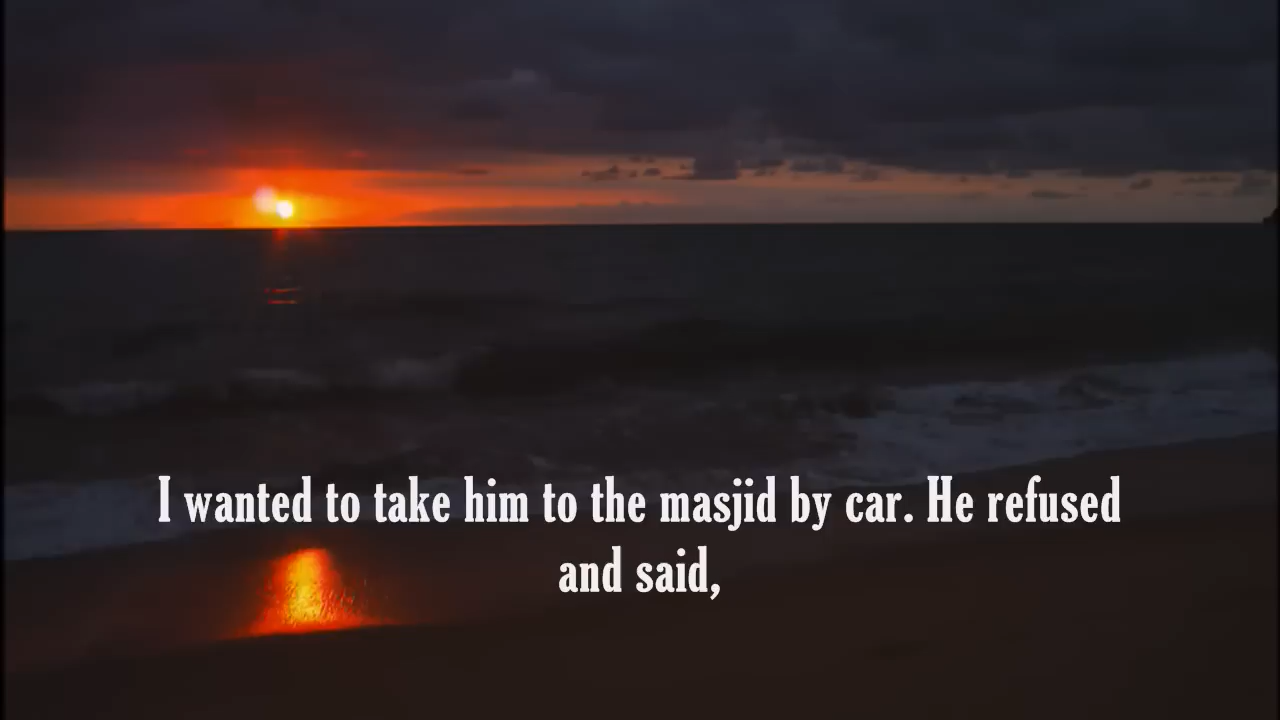 I wanted to take him to the masjid by car. He refused
and said,